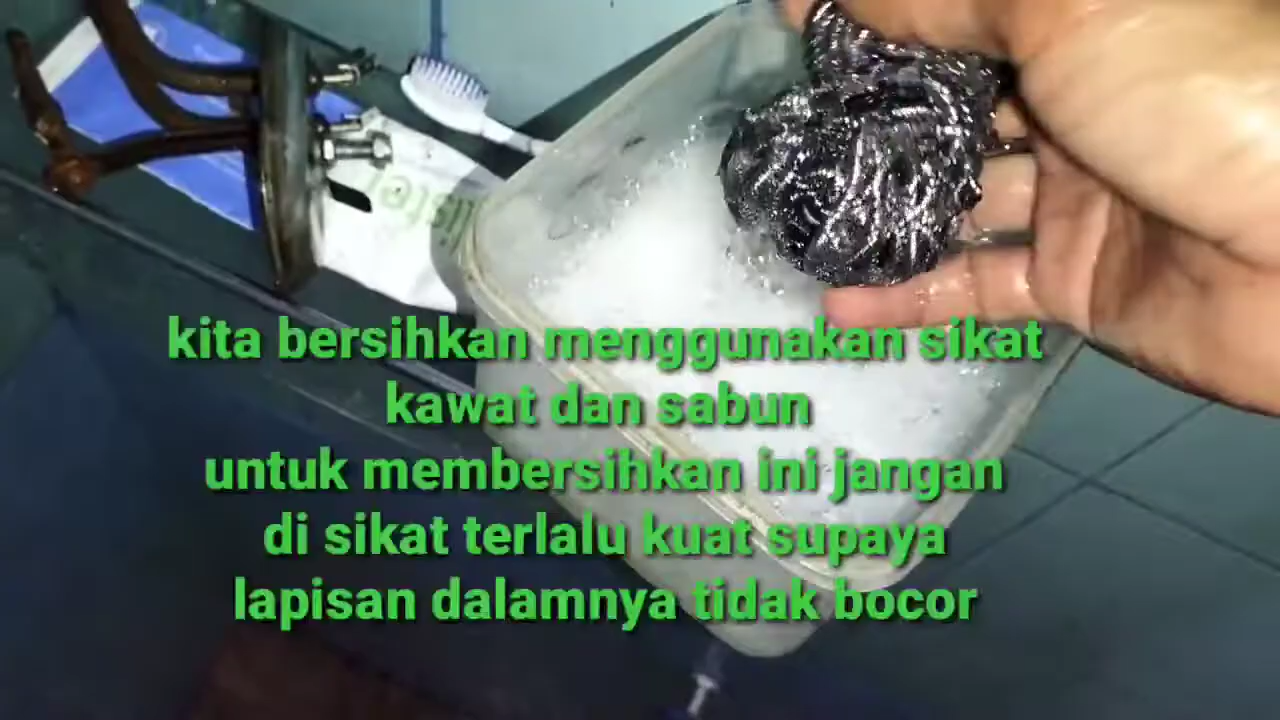 kita bersihkan menggunakan sikat
kawat dan sabun
untuk membersihkan ini jangan
di sikat terlalu kuat supaya
lapisan dalamnya tidak bocor